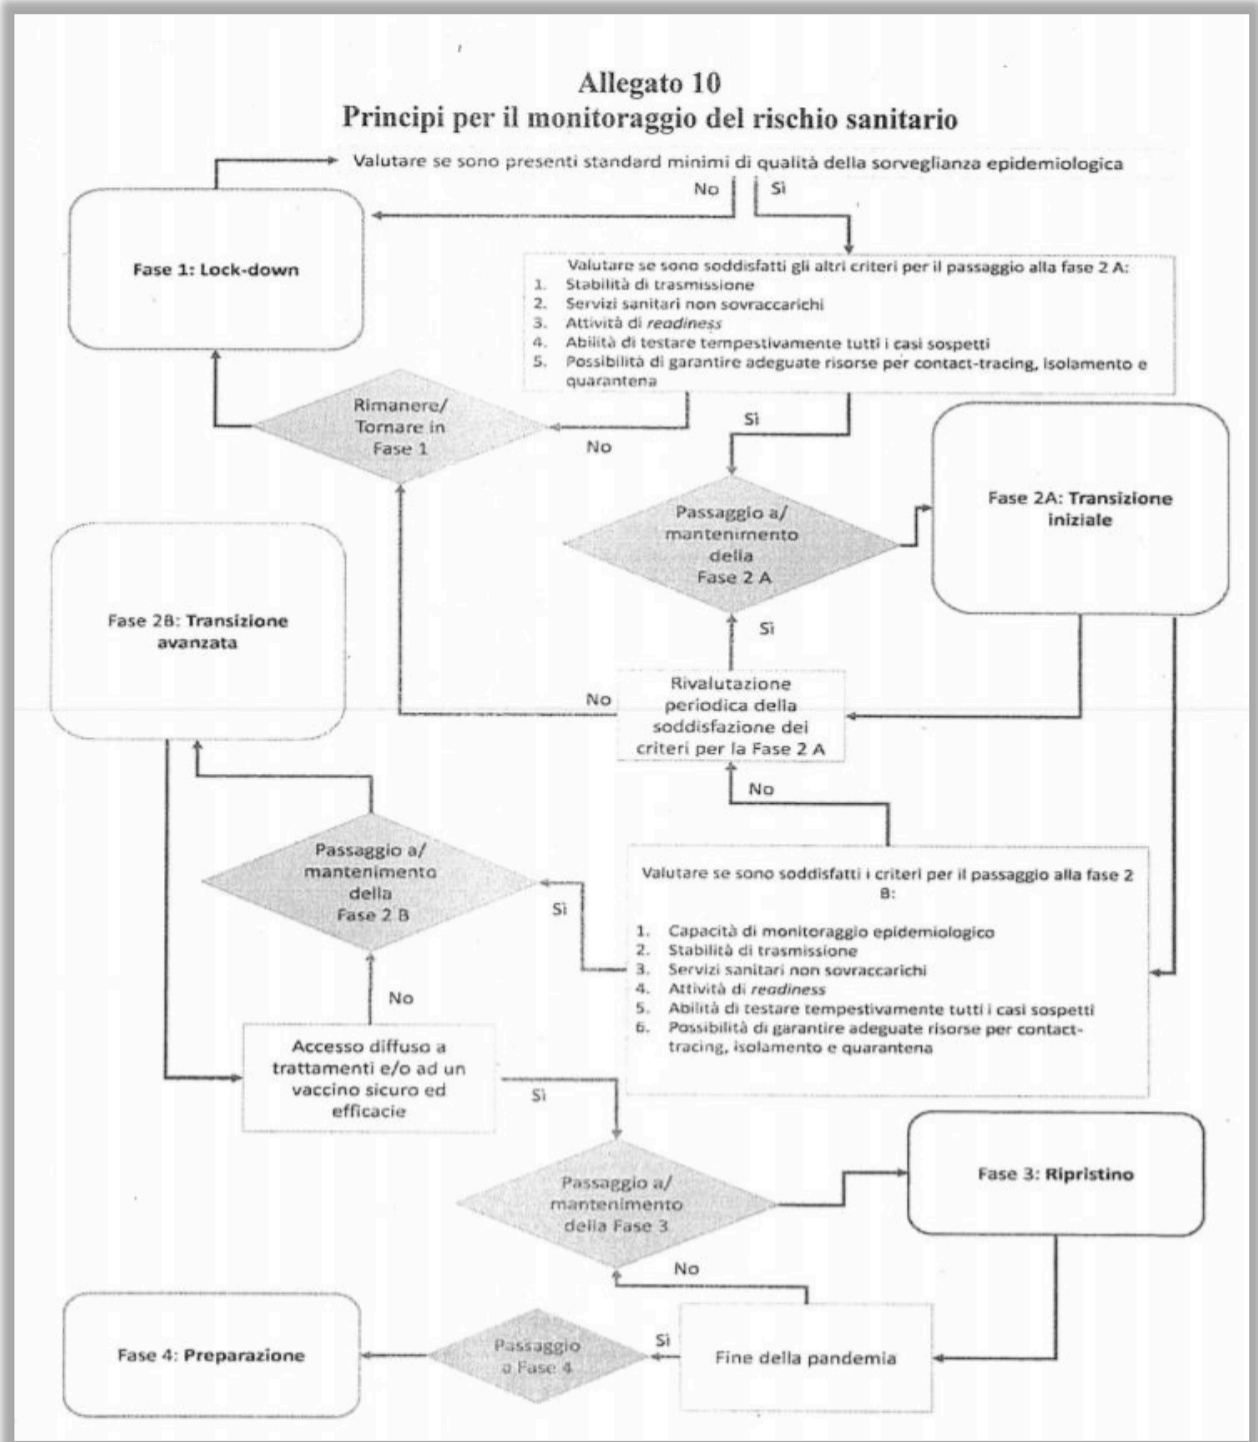 Allegato 10
Principi per il monitoraggio del rischio sanitario
Valutare se sono presenti standard minimi di qualità della sorveglianza epidemiologica
No
Sì
Fase 1: Lock-down
Valutare se sono soddisfatti gli altri criteri per il passaggio alla fase 2 A:
1. Stabilità di trasmissione
2. Servizi sanitari non sovraccarichi
3. Attività di readiness
4. Abilità di testare tempestivamente tutti i casi sospetti
5. Possibilità di garantire adeguate risorse per contact-tracing, isolamento e
quarantena
Rimanere/
Tornare in
Fase 1
No
Sì
Passaggio a/
mantenimento
della
Fase 2 A
Fase 2A: Transizione
iniziale
Sì
Fase 2B: Transizione
avanzata
Rivalutazione
periodica della
soddisfazione dei
criteri per la Fase 2 A
No
No
Passaggio a/
mantenimento
della
Fase 2 B
Sì
Valutare se sono soddisfatti i criteri per il passaggio alla fase 2
B:
1. Capacità di monitoraggio epidemiologico
2. Stabilità di trasmissione
3. Servizi sanitari non sovraccarichi
4. Attività di readiness
5. Abilità di testare tempestivamente tutti i casi sospetti
6. Possibilità di garantire adeguate risorse per contact-
tracing, isolamento e quarantena
No
Accesso diffuso a
trattamenti e/o ad un
vaccino sicuro ed
efficacie
Sì
Passaggio a/
mantenimento
della Fase 3
Fase 3: Ripristino
No
Fine della pandemia
Sì
Passaggio
a Fase 4
Fase 4: Preparazione